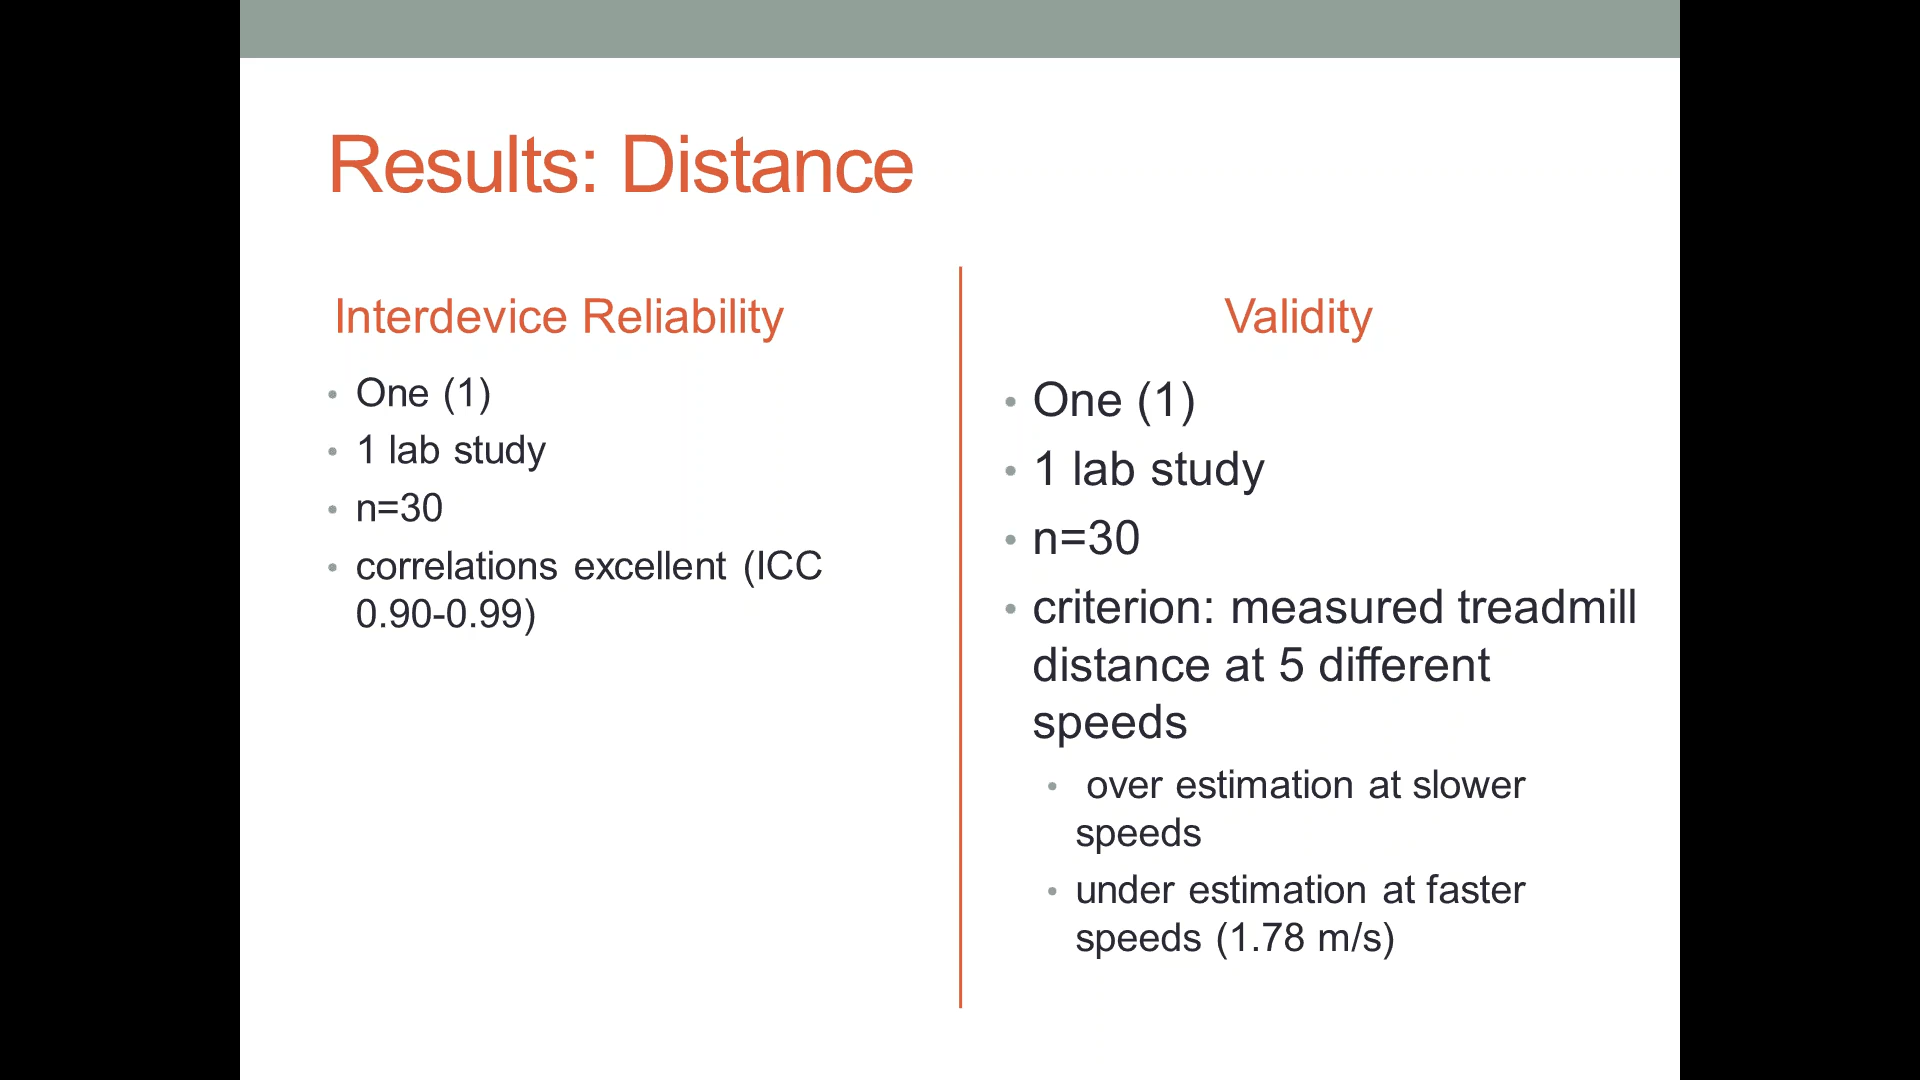 Results: Distance
Interdevice Reliability
• One (1)
• 1 lab study
• n=30
• correlations excellent (ICC
0.90-0.99)
Validity
• One (1)
• 1 lab study
• n=30
• criterion: measured treadmill
distance at 5 different
speeds
• over estimation at slower
speeds
• under estimation at faster
speeds (1.78 m/s)